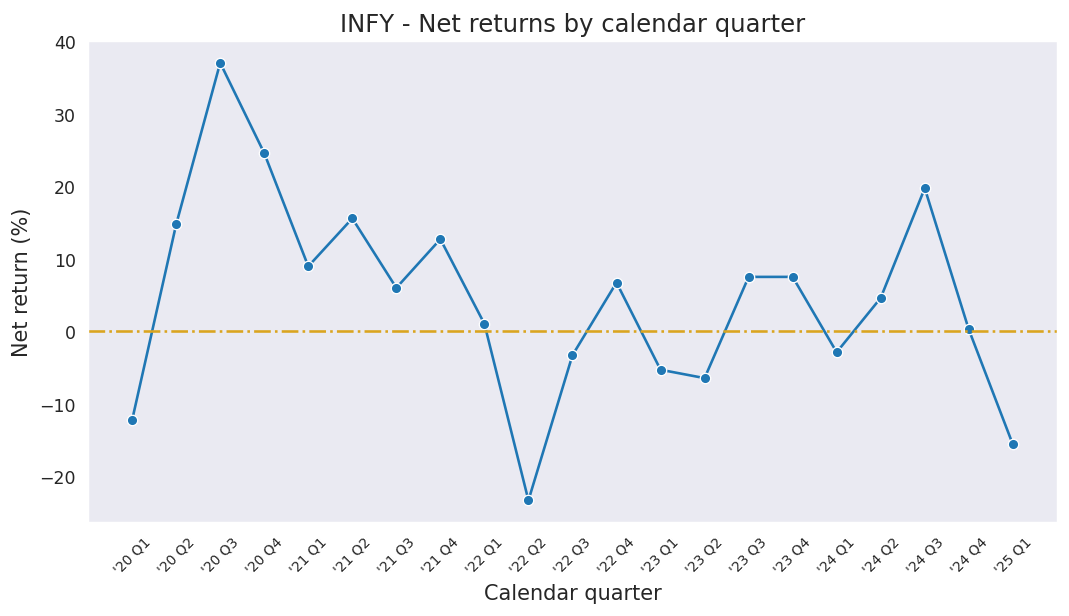 INFY - Net returns by calendar quarter
Net return (%)
40
30
20
10
0
−10
−20
'20 Q1
'20 Q2
'20 Q3
'20 Q4
'21 Q1
'21 Q2
'21 Q3
'21 Q4
'22 Q1
'22 Q2
'22 Q3
'22 Q4
'23 Q1
'23 Q2
'23 Q3
'23 Q4
'24 Q1
'24 Q2
'24 Q3
'24 Q4
'25 Q1
Calendar quarter